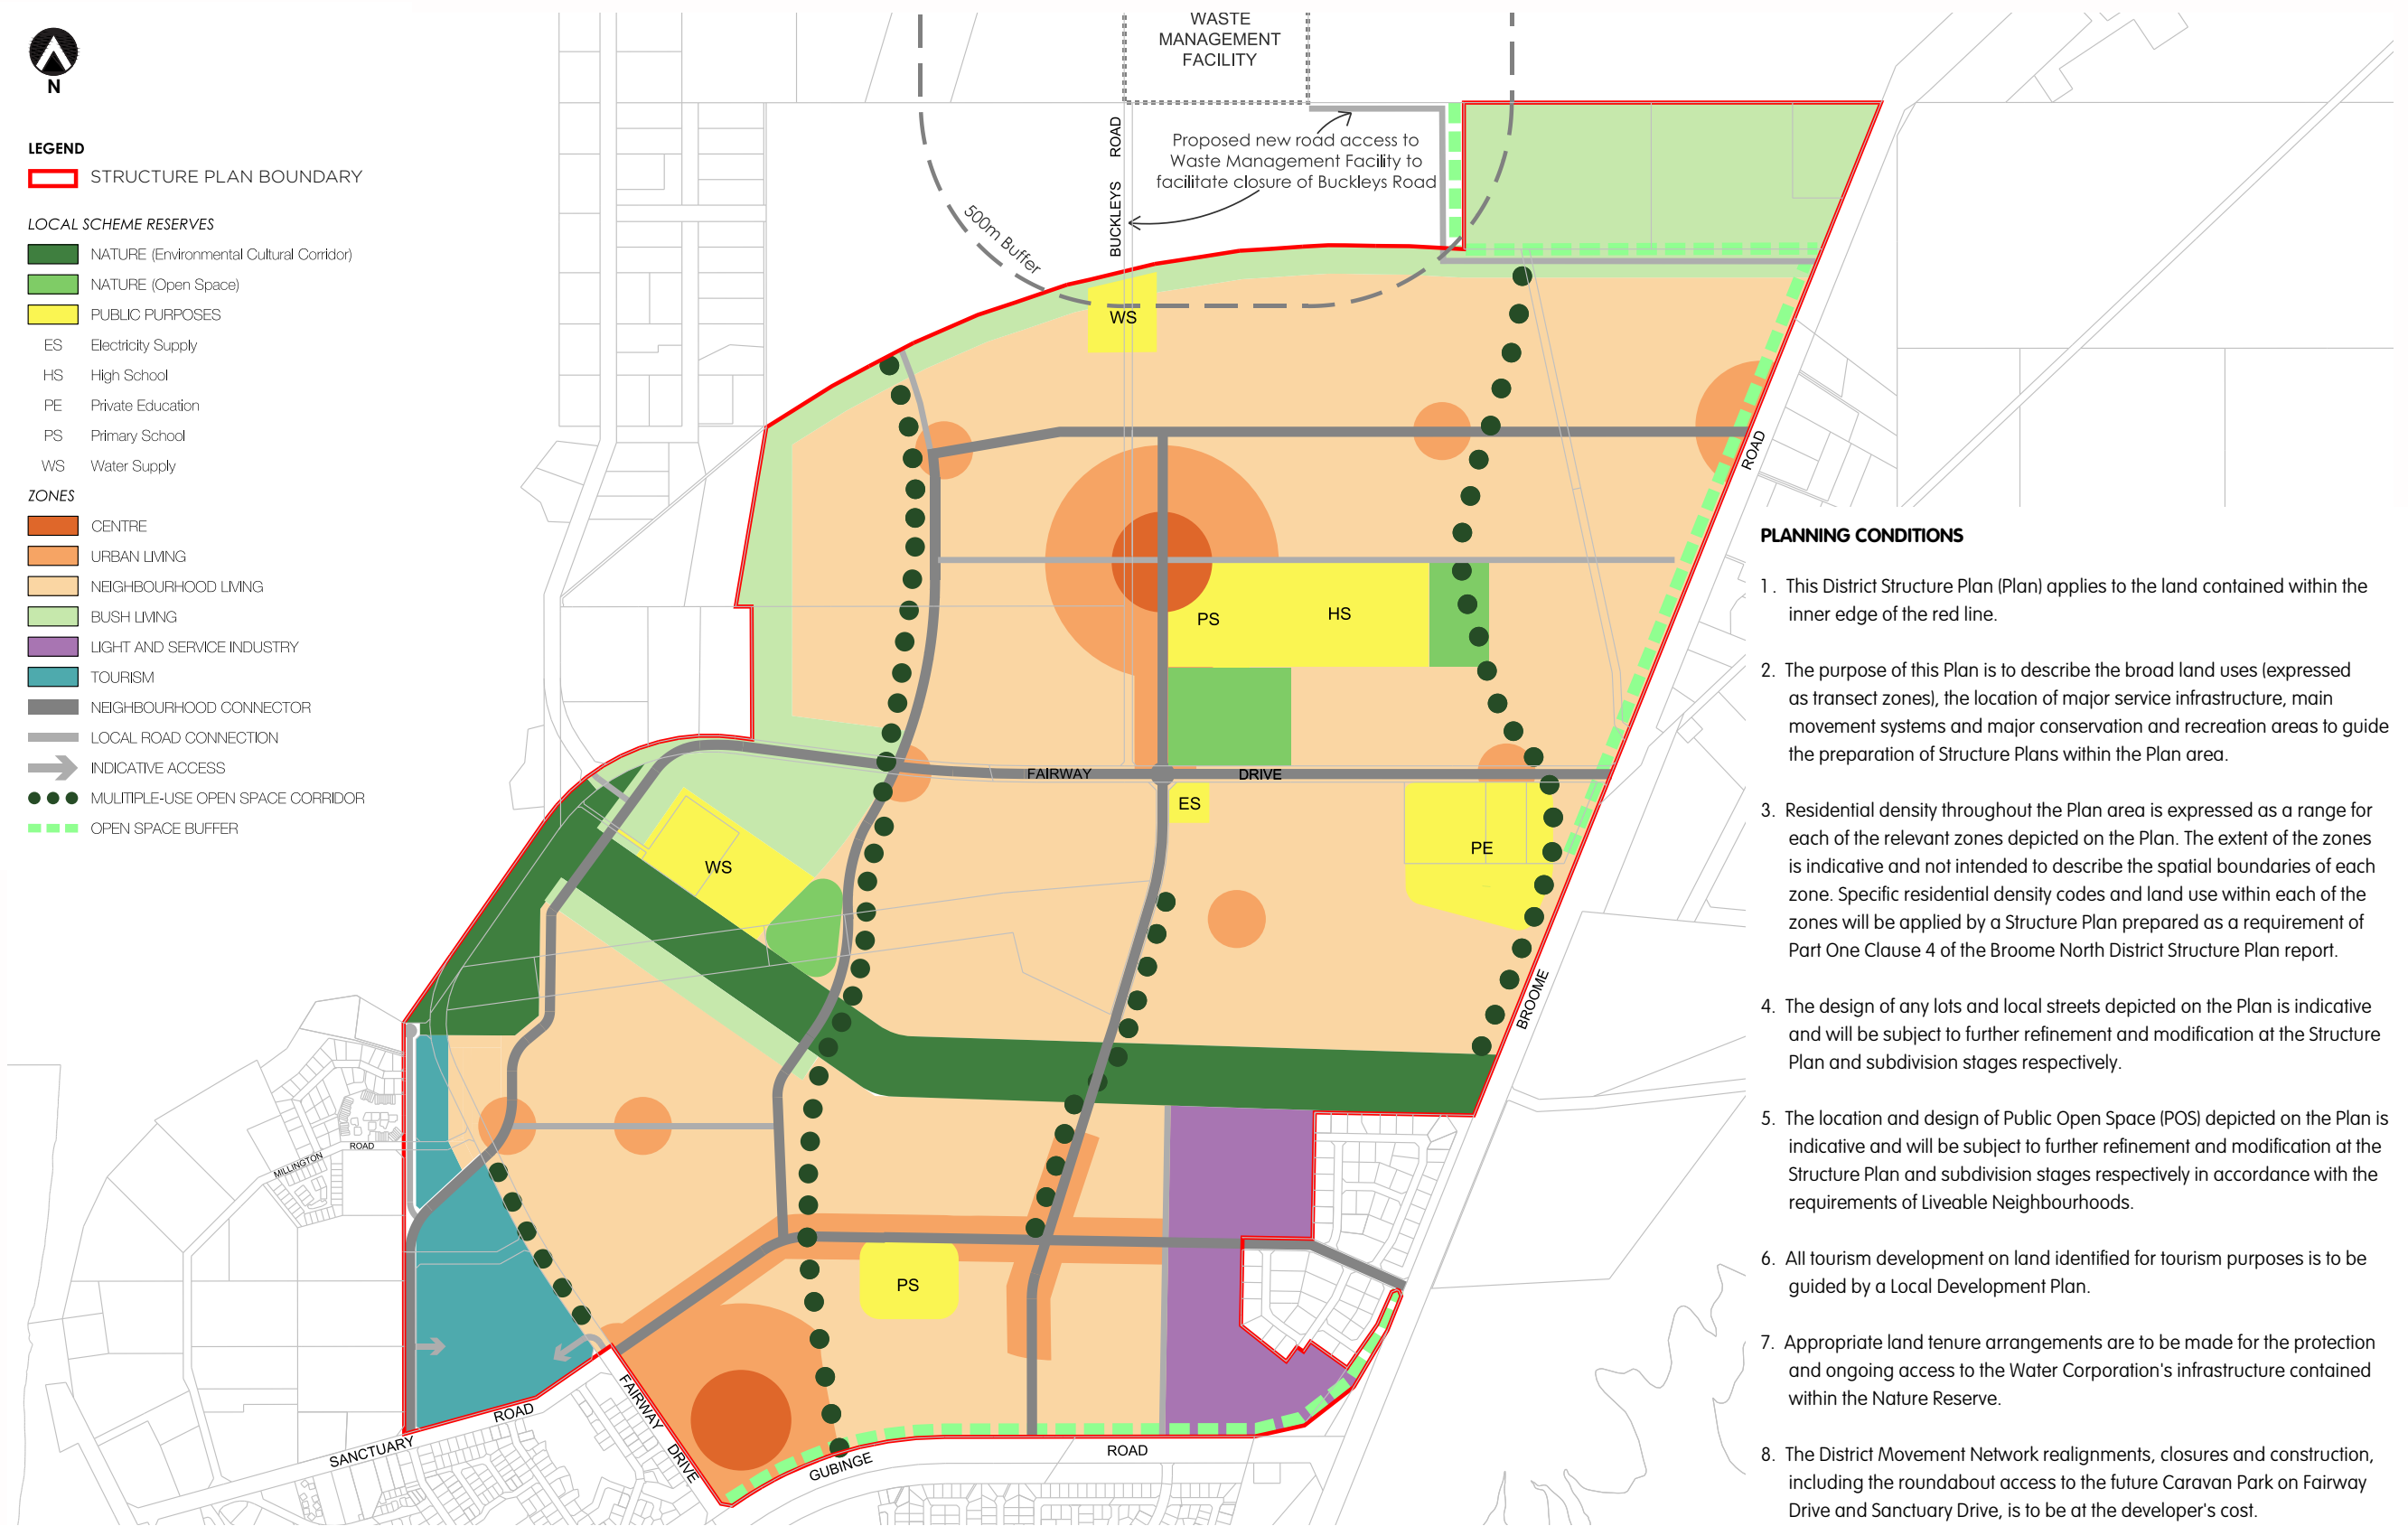 N
LEGEND
STRUCTURE PLAN BOUNDARY
LOCAL SCHEME RESERVES
NATURE (Environmental Cultural Corridor)
NATURE (Open Space)
PUBLIC PURPOSES
ES Electricity Supply
HS High School
PE Private Education
PS Primary School
WS Water Supply
ZONES
CENTRE
URBAN LIVING
NEIGHBOURHOOD LIVING
BUSH LIVING
LIGHT AND SERVICE INDUSTRY
TOURISM
NEIGHBOURHOOD CONNECTOR
LOCAL ROAD CONNECTION
INDICATIVE ACCESS
MULITIPLE-USE OPEN SPACE CORRIDOR
OPEN SPACE BUFFER
WASTE
MANAGEMENT
FACILITY
BUCKLEYS ROAD
Proposed new road access to
Waste Management Facility to
facilitate closure of Buckleys Road
500m Buffer
WS
ROAD
PS
HS
FAIRWAY DRIVE
ES
PE
WS
BROOME
MILLINGTON ROAD
PS
SANCTUARY ROAD
FAIRWAY DRIVE
GUBINGE ROAD
PLANNING CONDITIONS
1. This District Structure Plan (Plan) applies to the land contained within the
inner edge of the red line.
2. The purpose of this Plan is to describe the broad land uses (expressed
as transect zones), the location of major service infrastructure, main
movement systems and major conservation and recreation areas to guide
the preparation of Structure Plans within the Plan area.
3. Residential density throughout the Plan area is expressed as a range for
each of the relevant zones depicted on the Plan. The extent of the zones
is indicative and not intended to describe the spatial boundaries of each
zone. Specific residential density codes and land use within each of the
zones will be applied by a Structure Plan prepared as a requirement of
Part One Clause 4 of the Broome North District Structure Plan report.
4. The design of any lots and local streets depicted on the Plan is indicative
and will be subject to further refinement and modification at the Structure
Plan and subdivision stages respectively.
5. The location and design of Public Open Space (POS) depicted on the Plan is
indicative and will be subject to further refinement and modification at the
Structure Plan and subdivision stages respectively in accordance with the
requirements of Liveable Neighbourhoods.
6. All tourism development on land identified for tourism purposes is to be
guided by a Local Development Plan.
7. Appropriate land tenure arrangements are to be made for the protection
and ongoing access to the Water Corporation's infrastructure contained
within the Nature Reserve.
8. The District Movement Network realignments, closures and construction,
including the roundabout access to the future Caravan Park on Fairway
Drive and Sanctuary Drive, is to be at the developer's cost.